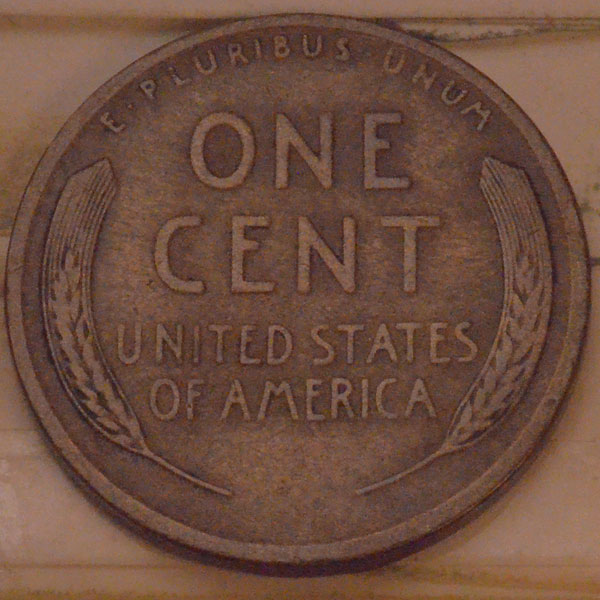 E·PLURIBUS UNUM
ONE
CENT
UNITED STATES
OF AMERICA